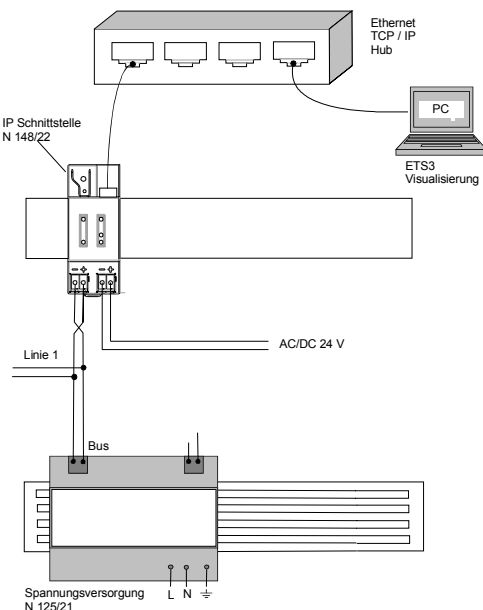 Ethernet
TCP / IP
Hub
PC
IP Schnittstelle
N 148/22
ETS3
Visualisierung
AC/DC 24 V
Linie 1
Bus
L N
Spannungsversorgung
N 125/21